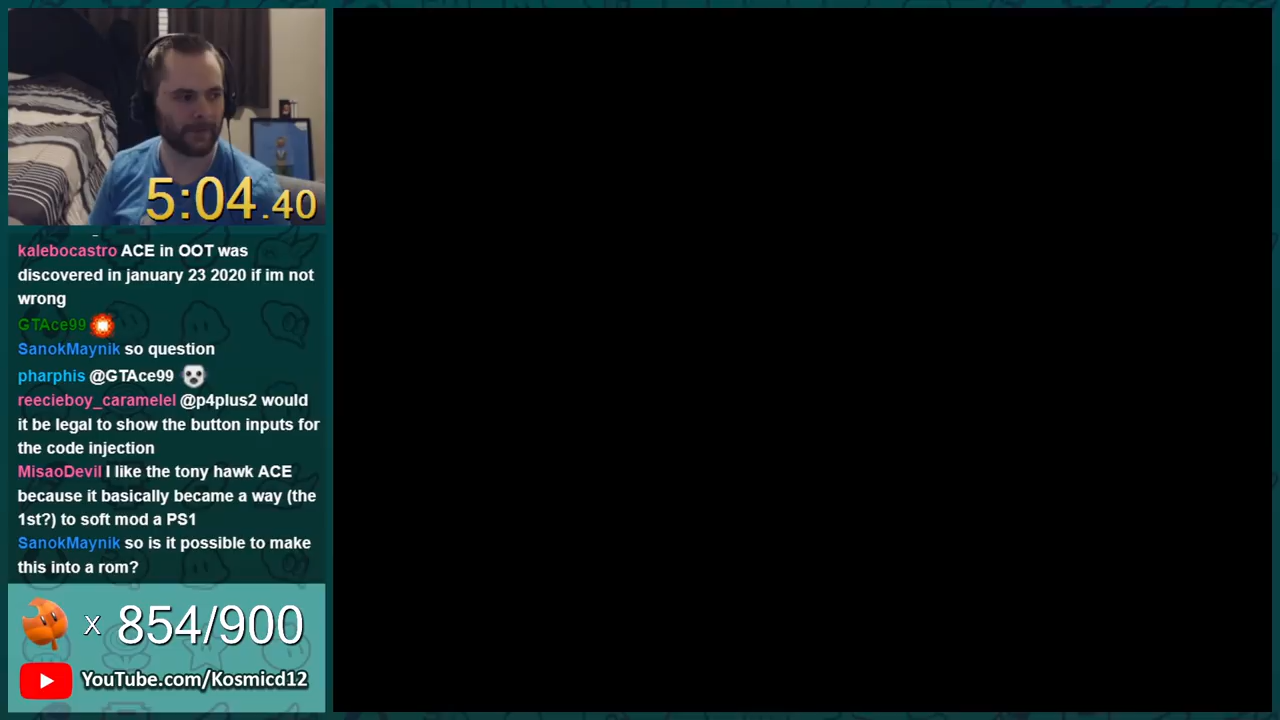 5:04.40
kalebocastro ACE in OOT was
discovered in january 23 2020 if im not
wrong
GTAce99
SanokMaynik so question
pharphis @GTAce99
reecieboy_caramelel @p4plus2 would
it be legal to show the button inputs for
the code injection
MisaoDevil I like the tony hawk ACE
because it basically became a way (the
1st?) to soft mod a PS1
SanokMaynik so is it possible to make
this into a rom?
x 854/900
YouTube.com/Kosmicd12